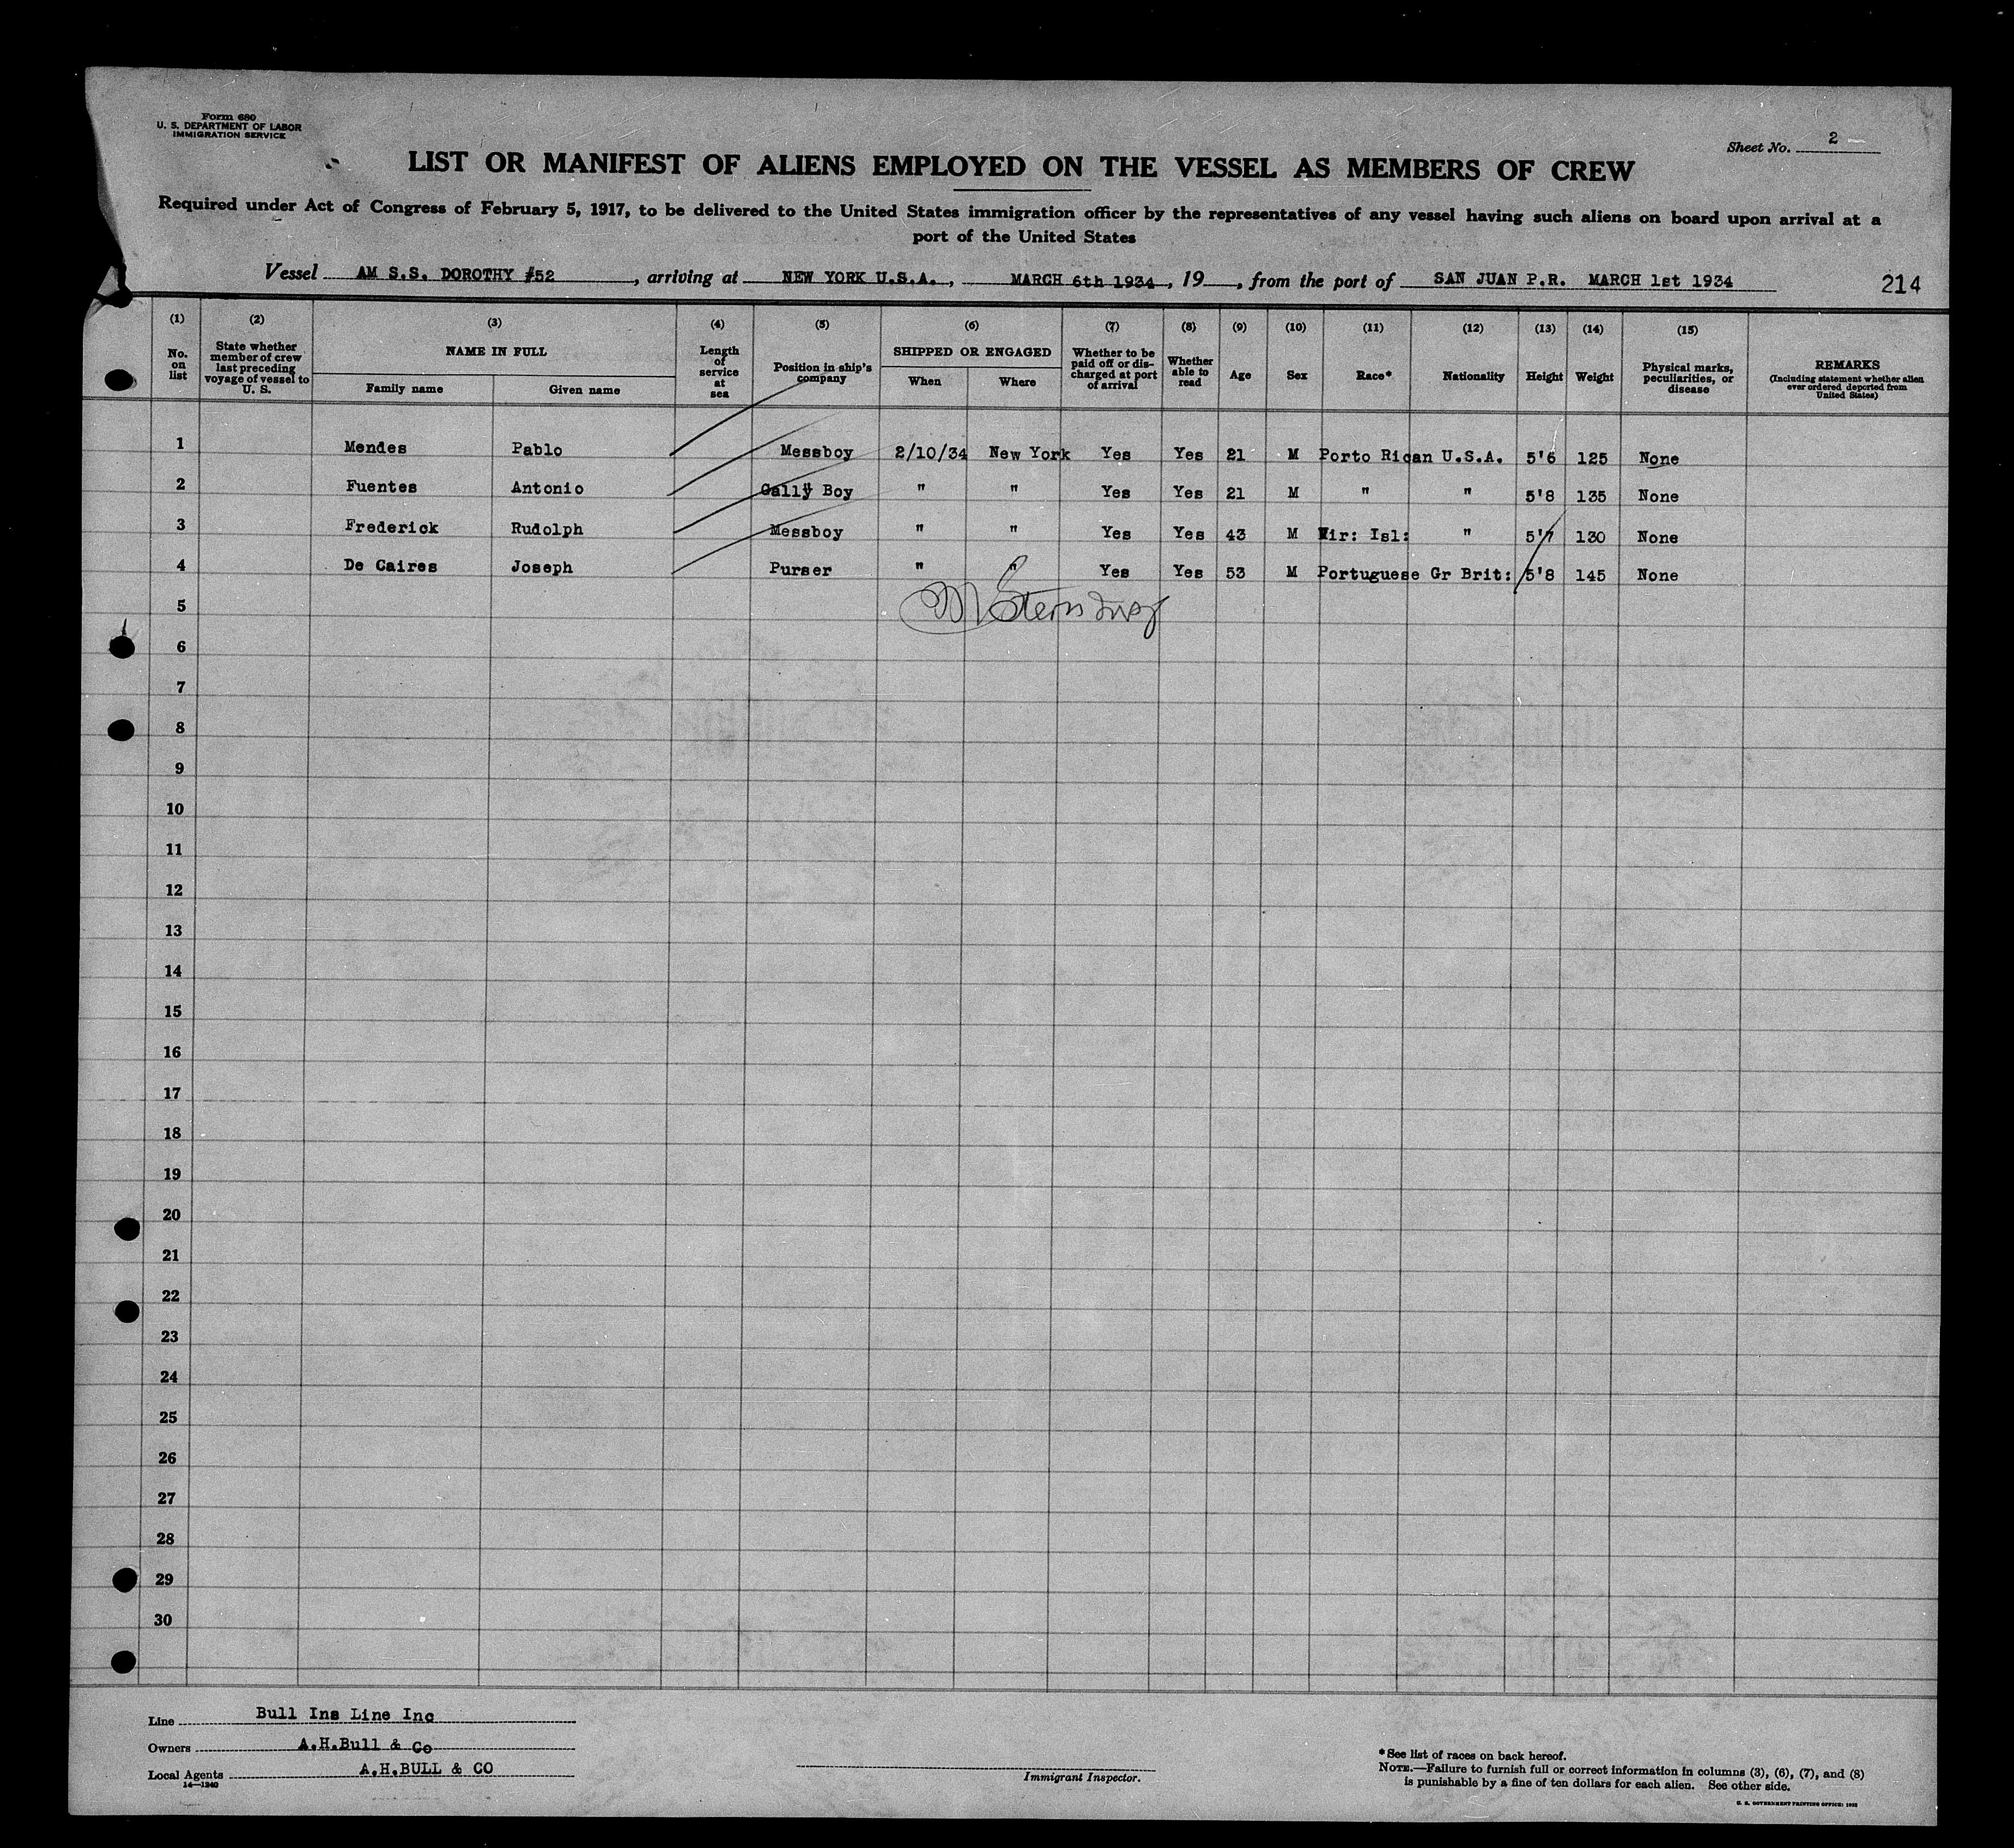 Form 680
U. S. DEPARTMENT OF LABOR
IMMIGRATION SERVICE
Sheet No. 2
LIST OR MANIFEST OF ALIENS EMPLOYED ON THE VESSEL AS MEMBERS OF CREW
Required under Act of Congress of February 5, 1917, to be delivered to the United States immigration officer by the representatives of any vessel having such aliens on board upon arrival at a
port of the United States
Vessel AM S.S. DOROTHY #52, arriving at NEW YORK U.S.A., MARCH 6th 1934, 19, from the port of SAN JUAN P.R. MARCH 1st 1934
214
(1) (2) (3) (4) (5) (6) (7) (8) (9) (10) (11) (12) (13) (14) (15)
No. on list
State whether member of crew last preceding voyage of vessel to U. S.
NAME IN FULL
Family name Given name
Length of service at sea
Position in ship's company
SHIPPED OR ENGAGED
When Where
Whether to be paid off or discharged at port of arrival
Whether able to read
Age Sex Race* Nationality Height Weight
Physical marks, peculiarities, or disease
REMARKS
(Including statement whether alien ever ordered deported from United States)
1 Mendes Pablo Messboy 2/10/34 New York Yes Yes 21 M Porto Rican U.S.A. 5'6 125 None
2 Fuentes Antonio Gally Boy " " Yes Yes 21 M " " 5'8 135 None
3 Frederick Rudolph Messboy " " Yes Yes 43 M Vir: Isl: " 5'7 130 None
4 De Caires Joseph Purser " " Yes Yes 53 M Portuguese Gr Brit: 5'8 145 None
5
6
7
8
9
10
11
12
13
14
15
16
17
18
19
20
21
22
23
24
25
26
27
28
29
30
Line Bull Ins Line Inc
Owners A.H.Bull & Co
Local Agents A.H.BULL & CO
14—1240
Immigrant Inspector.
*See list of races on back hereof.
NOTE.—Failure to furnish full or correct information in columns (3), (6), (7), and (8)
is punishable by a fine of ten dollars for each alien. See other side.
U. S. GOVERNMENT PRINTING OFFICE: 1932